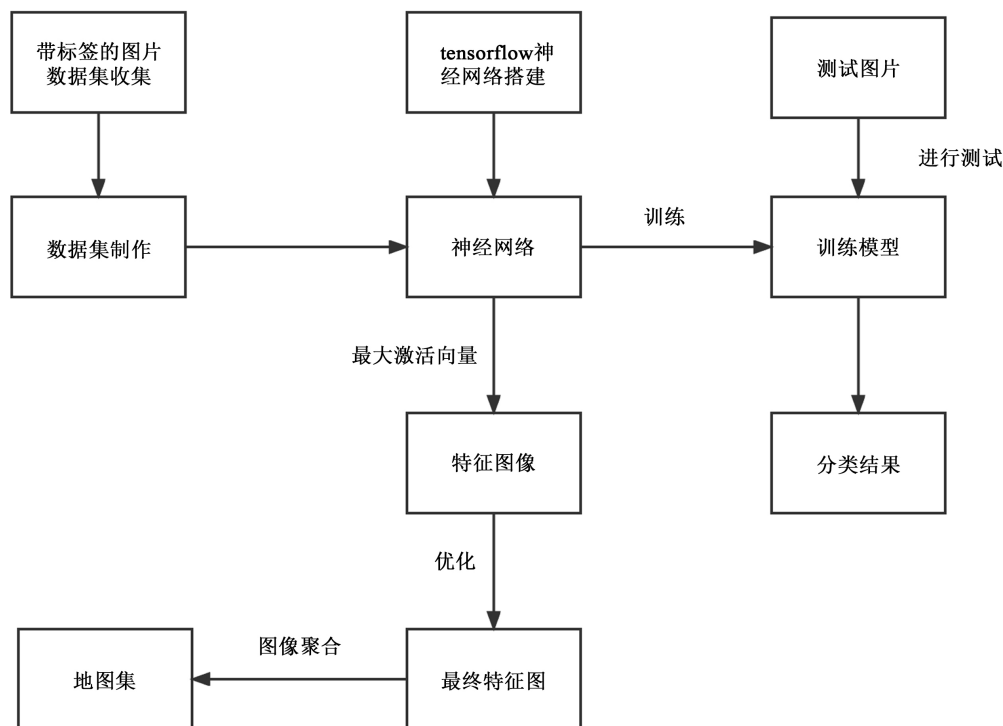 带标签的图片
数据集收集
tensorflow神
经网络搭建
测试图片
进行测试
数据集制作
神经网络
训练
训练模型
最大激活向量
特征图像
分类结果
优化
地图集
图像聚合
最终特征图